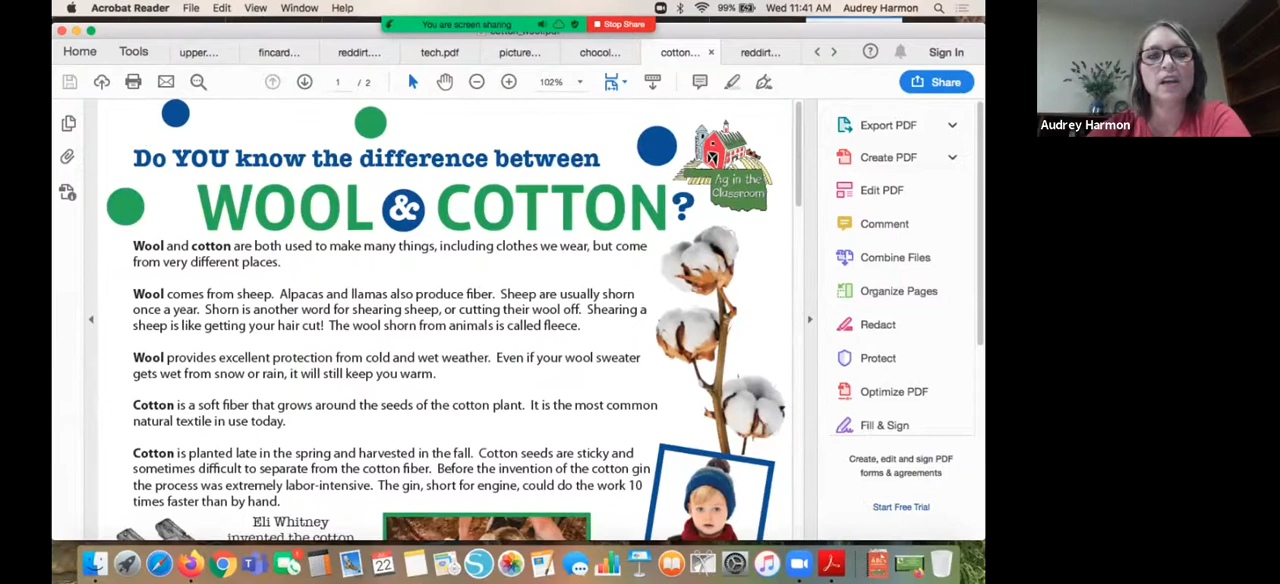 Acrobat Reader File Edit View Window Help 99% Wed 11:41 AM Audrey Harmon
You are screen sharing Stop Share
Home Tools upper.... fincard.... reddirt.... tech.pdf picture... chocol... cotton... × reddirt.... Sign In
1 / 2 102% Share
Do YOU know the difference between
WOOL & COTTON?
Ag in the
Classroom
Wool and cotton are both used to make many things, including clothes we wear, but come
from very different places.
Wool comes from sheep. Alpacas and llamas also produce fiber. Sheep are usually shorn
once a year. Shorn is another word for shearing sheep, or cutting their wool off. Shearing a
sheep is like getting your hair cut! The wool shorn from animals is called fleece.
Wool provides excellent protection from cold and wet weather. Even if your wool sweater
gets wet from snow or rain, it will still keep you warm.
Cotton is a soft fiber that grows around the seeds of the cotton plant. It is the most common
natural textile in use today.
Cotton is planted late in the spring and harvested in the fall. Cotton seeds are sticky and
sometimes difficult to separate from the cotton fiber. Before the invention of the cotton gin
the process was extremely labor-intensive. The gin, short for engine, could do the work 10
times faster than by hand.
Eli Whitney
invented the cotton
Export PDF
Create PDF
Edit PDF
Comment
Combine Files
Organize Pages
Redact
Protect
Optimize PDF
Fill & Sign
Create, edit and sign PDF
forms & agreements
Start Free Trial
22
Audrey Harmon